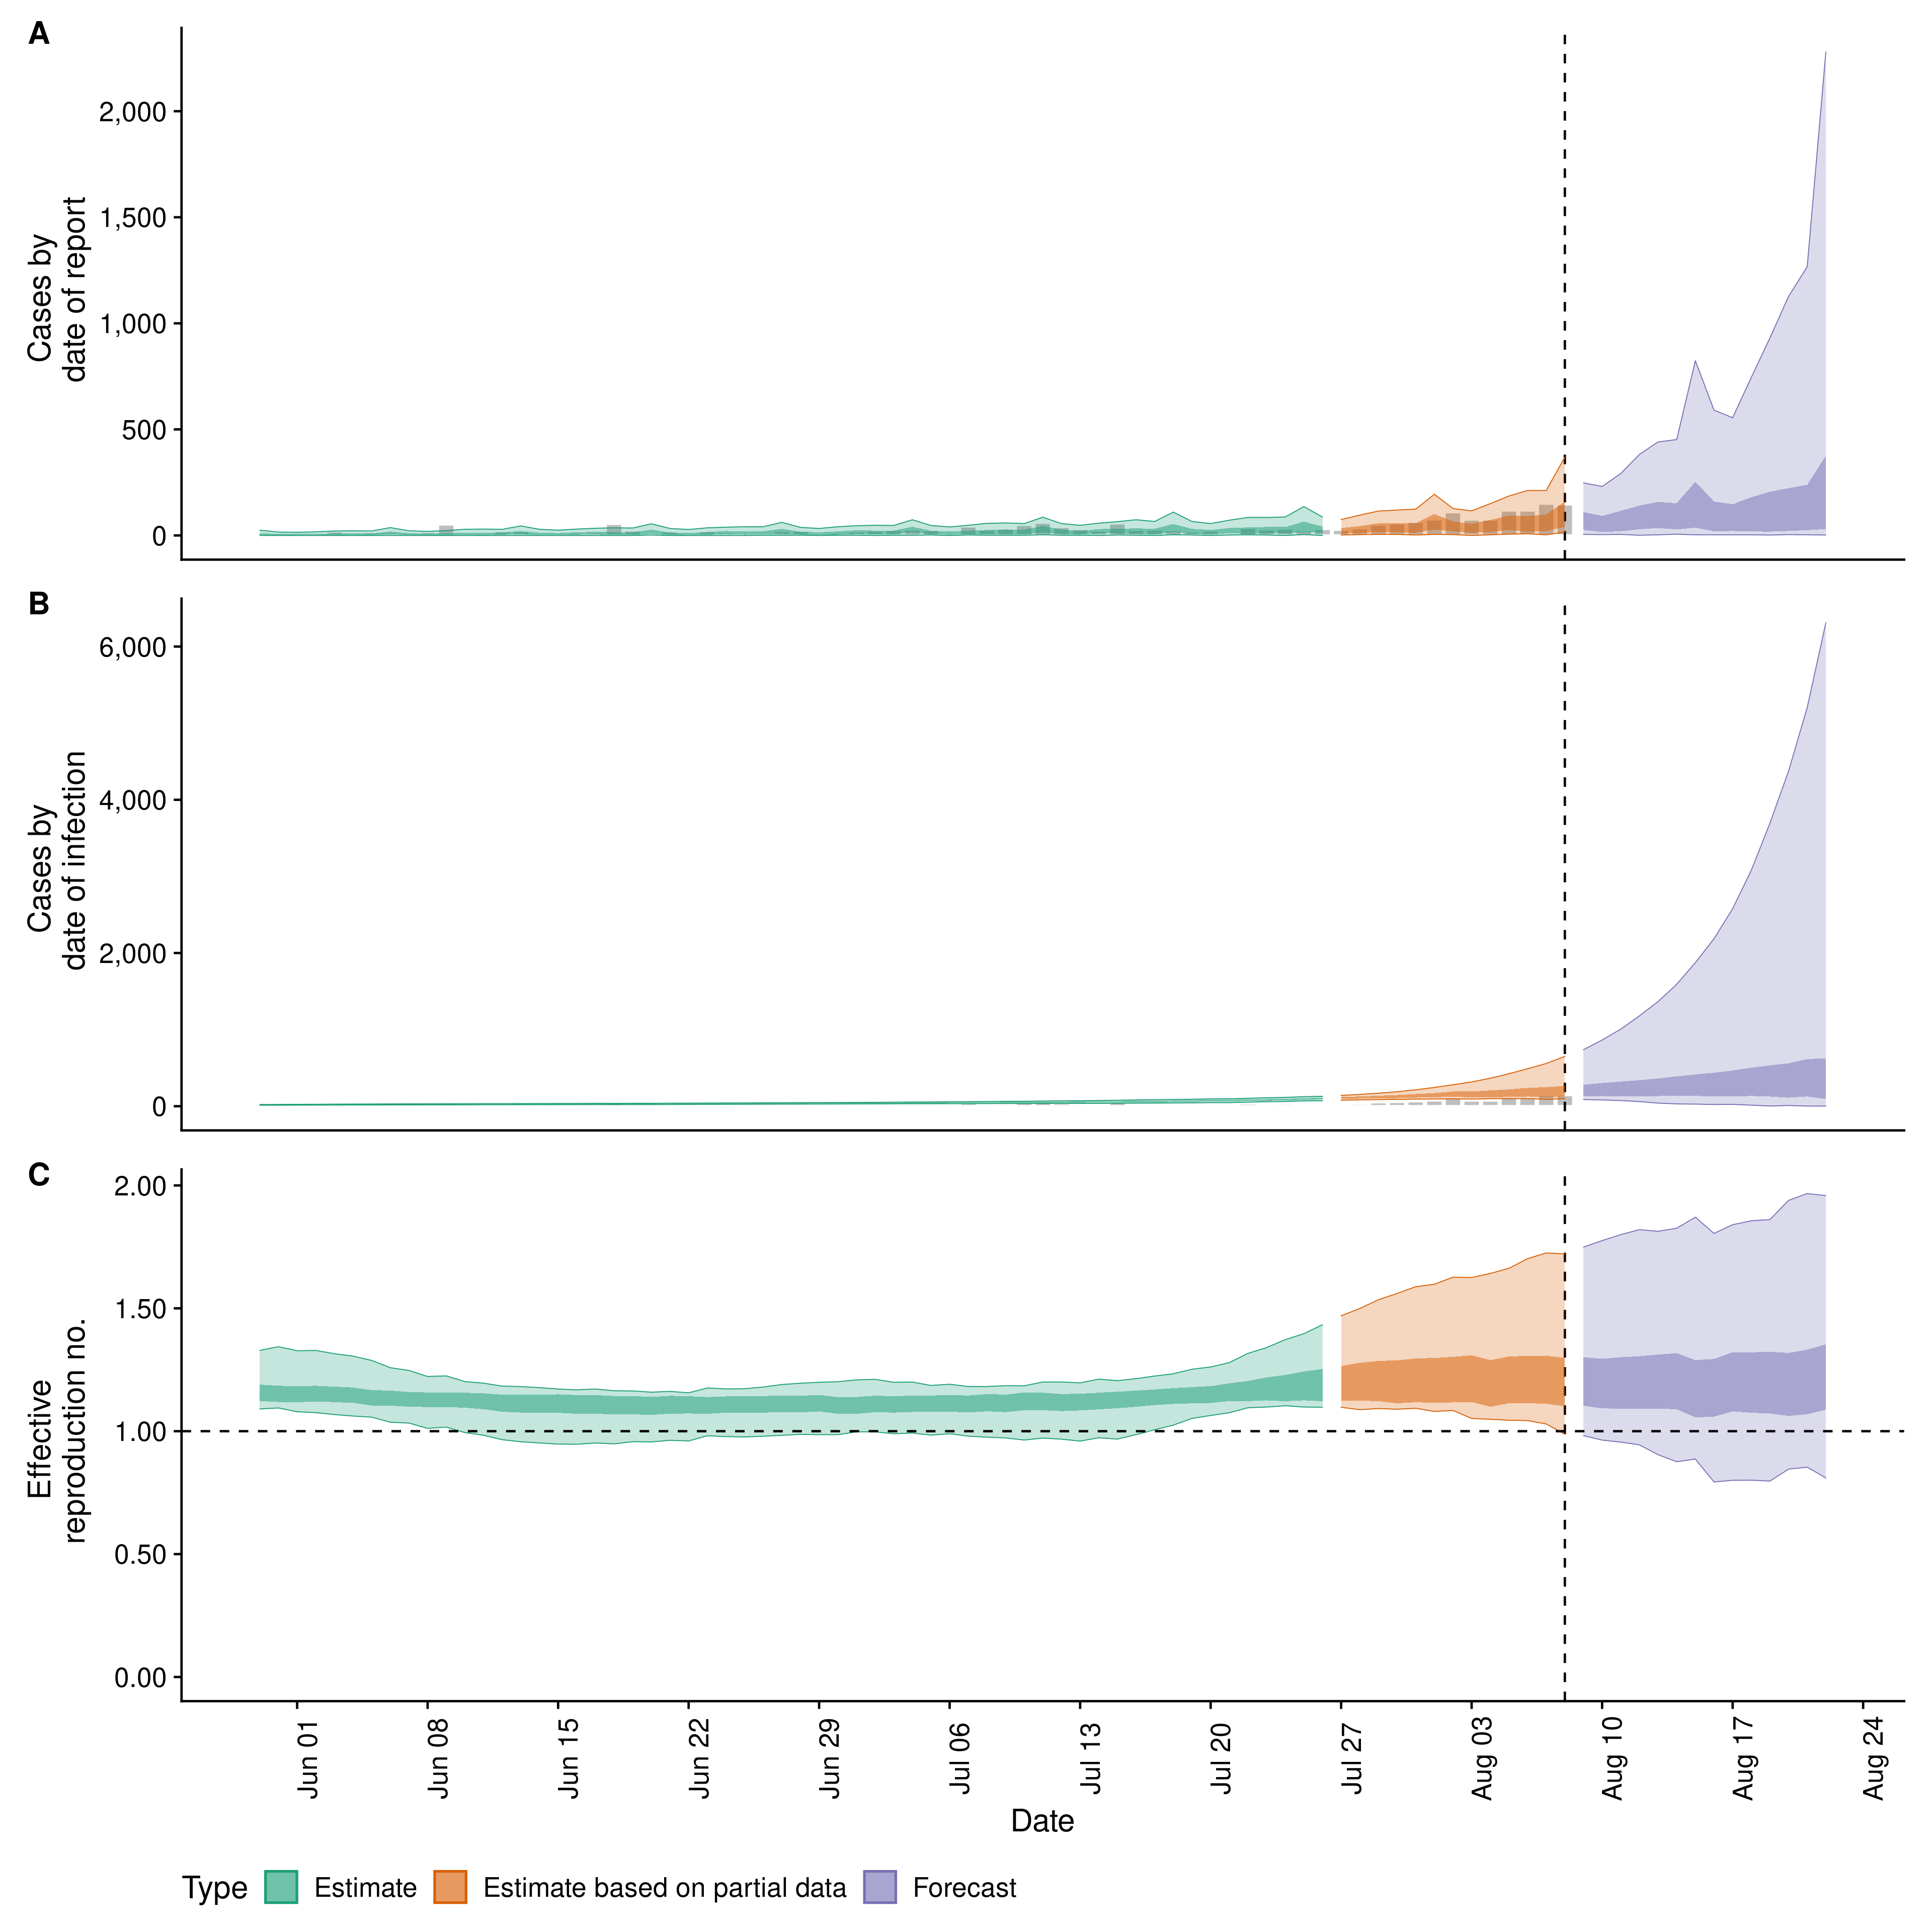 A
Cases by
date of report
2,000
1,500
1,000
500
0
B
Cases by
date of infection
6,000
4,000
2,000
0
C
Effective
reproduction no.
2.00
1.50
1.00
0.50
0.00
Jun 01
Jun 08
Jun 15
Jun 22
Jun 29
Jul 06
Jul 13
Jul 20
Jul 27
Aug 03
Aug 10
Aug 17
Aug 24
Date
Type Estimate Estimate based on partial data Forecast